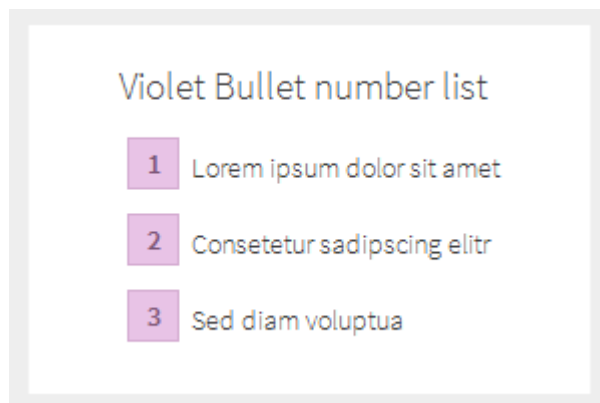 Violet Bullet number list
1 Lorem ipsum dolor sit amet
2 Consetetur sadipscing elitr
3 Sed diam voluptua